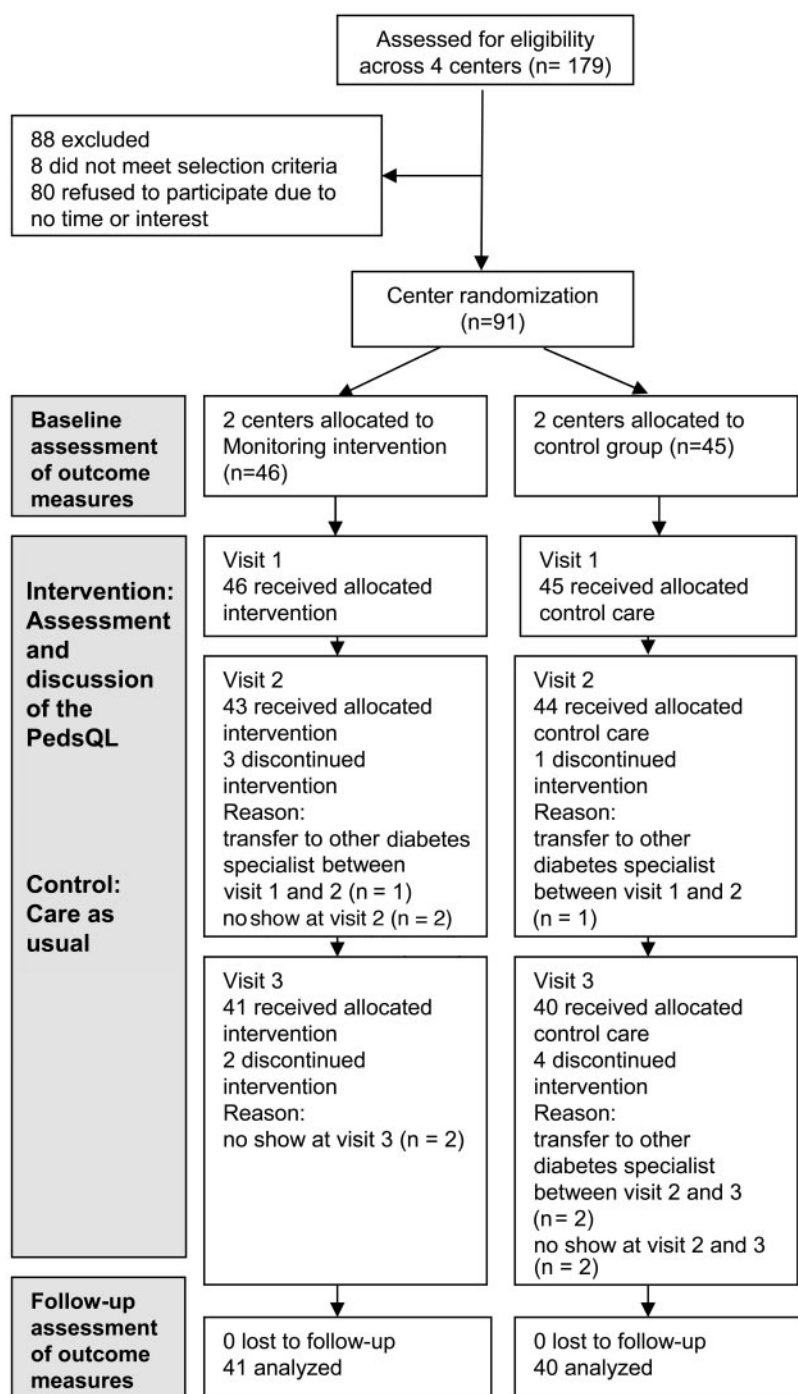 Assessed for eligibility
across 4 centers (n= 179)
88 excluded
8 did not meet selection criteria
80 refused to participate due to
no time or interest
Center randomization
(n=91)
Baseline
assessment
of outcome
measures
2 centers allocated to
Monitoring intervention
(n=46)
2 centers allocated to
control group (n=45)
Intervention:
Assessment
and
discussion
of the
PedsQL
Control:
Care as
usual
Visit 1
46 received allocated
intervention
Visit 1
45 received allocated
control care
Visit 2
43 received allocated
intervention
3 discontinued
intervention
Reason:
transfer to other diabetes
specialist between
visit 1 and 2 (n = 1)
no show at visit 2 (n = 2)
Visit 2
44 received allocated
control care
1 discontinued
intervention
Reason:
transfer to other
diabetes specialist
between visit 1 and 2
(n = 1)
Visit 3
41 received allocated
intervention
2 discontinued
intervention
Reason:
no show at visit 3 (n = 2)
Visit 3
40 received allocated
control care
4 discontinued
intervention
Reason:
transfer to other
diabetes specialist
between visit 2 and 3
(n = 2)
no show at visit 2 and 3
(n = 2)
Follow-up
assessment
of outcome
measures
0 lost to follow-up
41 analyzed
0 lost to follow-up
40 analyzed